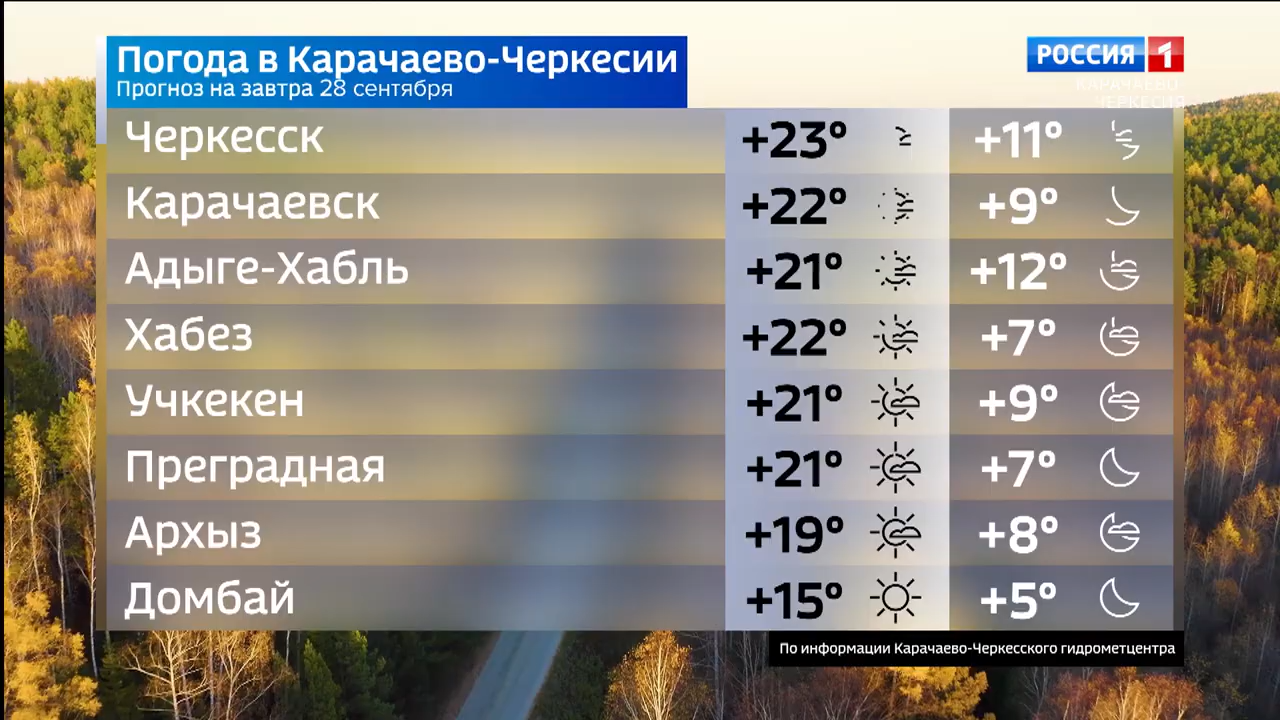 Погода в Карачаево-Черкесии
Прогноз на завтра 28 сентября
РОССИЯ 1
КАРАЧАЕВО-
ЧЕРКЕСИЯ
Черкесск +23° +11°
Карачаевск +22° +9°
Адыге-Хабль +21° +12°
Хабез +22° +7°
Учкекен +21° +9°
Преградная +21° +7°
Архыз +19° +8°
Домбай +15° +5°
По информации Карачаево-Черкесского гидрометцентра